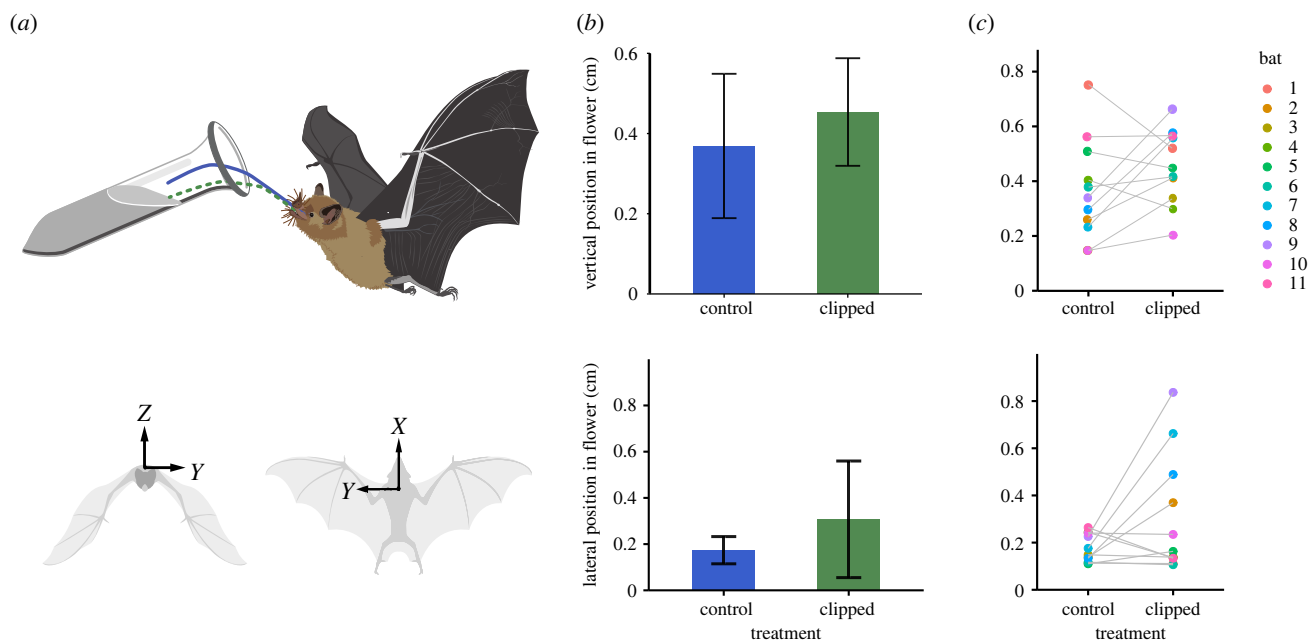 (a)
(b)
(c)
vertical position in flower (cm)
0.6
0.4
0.2
0
control
clipped
0.8
0.6
0.4
0.2
0
control
clipped
bat
1
2
3
4
5
6
7
8
9
10
11
Z
Y
X
Y
lateral position in flower (cm)
0.8
0.6
0.4
0.2
0
control
clipped
treatment
0.8
0.6
0.4
0.2
0
control
clipped
treatment